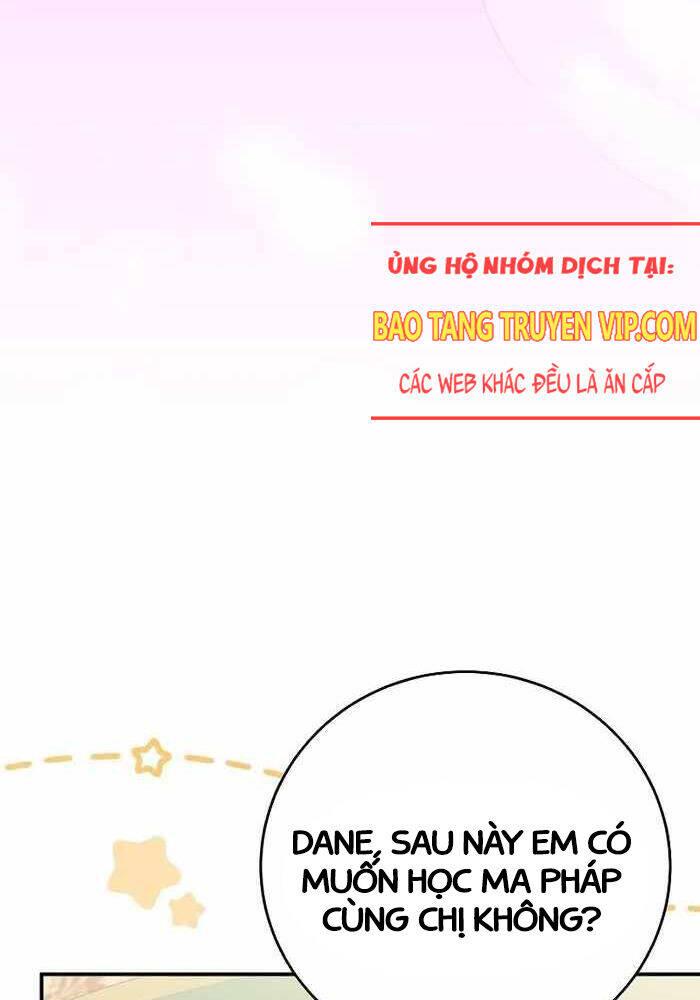 ỦNG HỘ NHÓM DỊCH TẠI:
BAO TANG TRUYEN VIP.COM
CÁC WEB KHÁC ĐỀU LÀ ĂN CẮP
DANE, SAU NÀY EM CÓ
MUỐN HỌC MA PHÁP
CÙNG CHỊ KHÔNG?